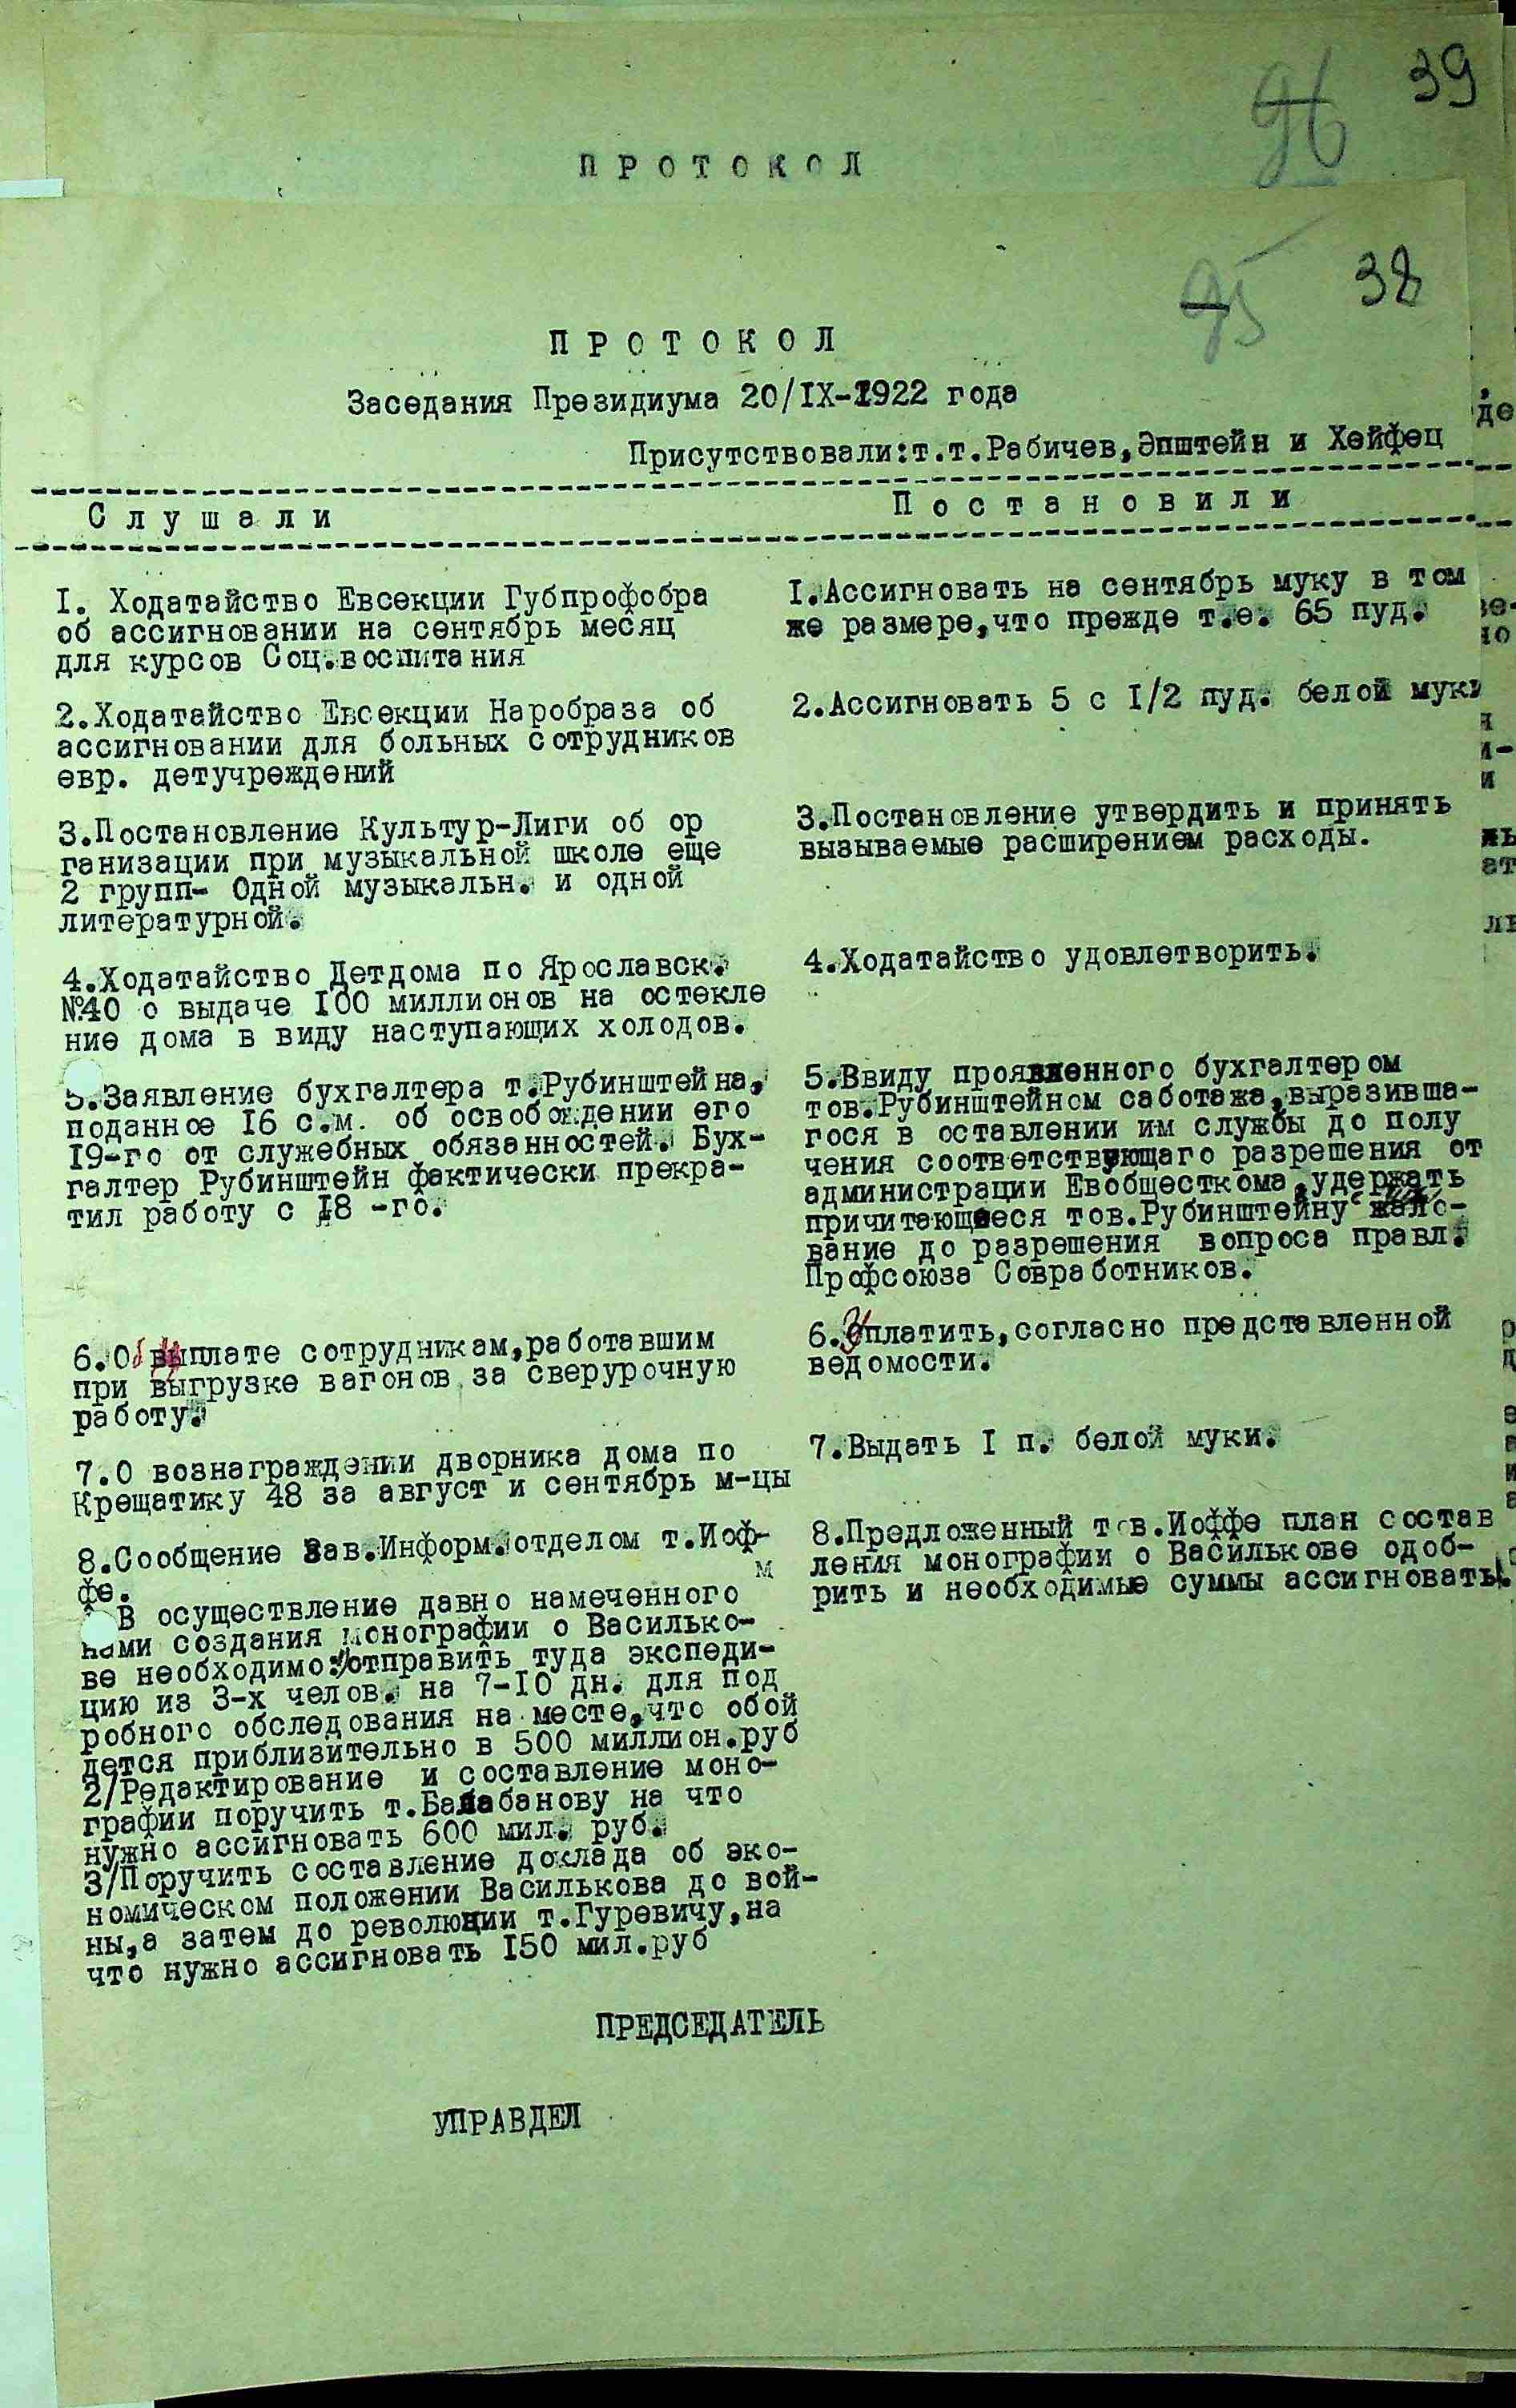 39
96
П Р О Т О К О Л
95
38
П Р О Т О К О Л
Заседания Президиума 20/IX-1922 года
Присутствовали:т.т.Рабичев,Эпштейн и Хейфец
С л у ш а л и
П о с т а н о в и л и
I. Ходатайство Евсекции Губпрофобра
об ассигновании на сентябрь месяц
для курсов Соц.воспитания
I.Ассигновать на сентябрь муку в том
же размере,что прежде т.е. 65 пуд.
2.Ходатайство Евсекции Наробраза об
ассигновании для больных сотрудников
евр. детучреждений
2.Ассигновать 5 с I/2 пуд. белой муки
3.Постановление Культур-Лиги об ор
ганизации при музыкальной школе еще
2 групп- Одной музыкальн. и одной
литературной.
3.Постановление утвердить и принять
вызываемые расширением расходы.
4.Ходатайство Детдома по Ярославск.
№40 о выдаче I00 миллионов на остекле
ние дома в виду наступающих холодов.
4.Ходатайство удовлетворить.
5.Заявление бухгалтера т.Рубинштейна,
поданное I6 с.м. об освобождении его
I9-го от служебных обязанностей. Бух-
галтер Рубинштейн фактически прекра-
тил работу с I8 -го.
5.Ввиду проявленного бухгалтером
тов.Рубинштейном саботажа,выразивша-
гося в оставлении им службы до полу
чения соответствующаго разрешения от
администрации Евобщесткома,удержать
причитающееся тов.Рубинштейну жало-
вание до разрешения вопроса правл.
Профсоюза Совработников.
6.Об уплате сотрудникам,работавшим
при выгрузке вагонов за сверурочную
работу.
6.Уплатить,согласно представленной
ведомости.
7.О вознаграждении дворника дома по
Крещатику 48 за август и сентябрь м-цы
7.Выдать I п. белой муки.
8.Сообщение Зав.Информ.отделом т.Иоф-
фе.
м
В осуществление давно намеченного
нами создания монографии о Василько-
ве необходимо:1/отправить туда экспеди-
цию из 3-х челов. на 7-I0 дн. для под
робного обследования на месте,что обой
дется приблизительно в 500 миллион.руб
2/Редактирование и составление моно-
графии поручить т.Балабанову на что
нужно ассигновать 600 мил. руб.
3/Поручить составление доклада об эко-
номическом положении Василькова до вой-
ны,а затем до революции т.Гуревичу,на
что нужно ассигновать I50 мил.руб
8.Предложенный тов.Иоффе план состав
ления монографии о Василькове одоб-
рить и необходимые суммы ассигновать.
ПРЕДСЕДАТЕЛЬ
УПРАВДЕЛ